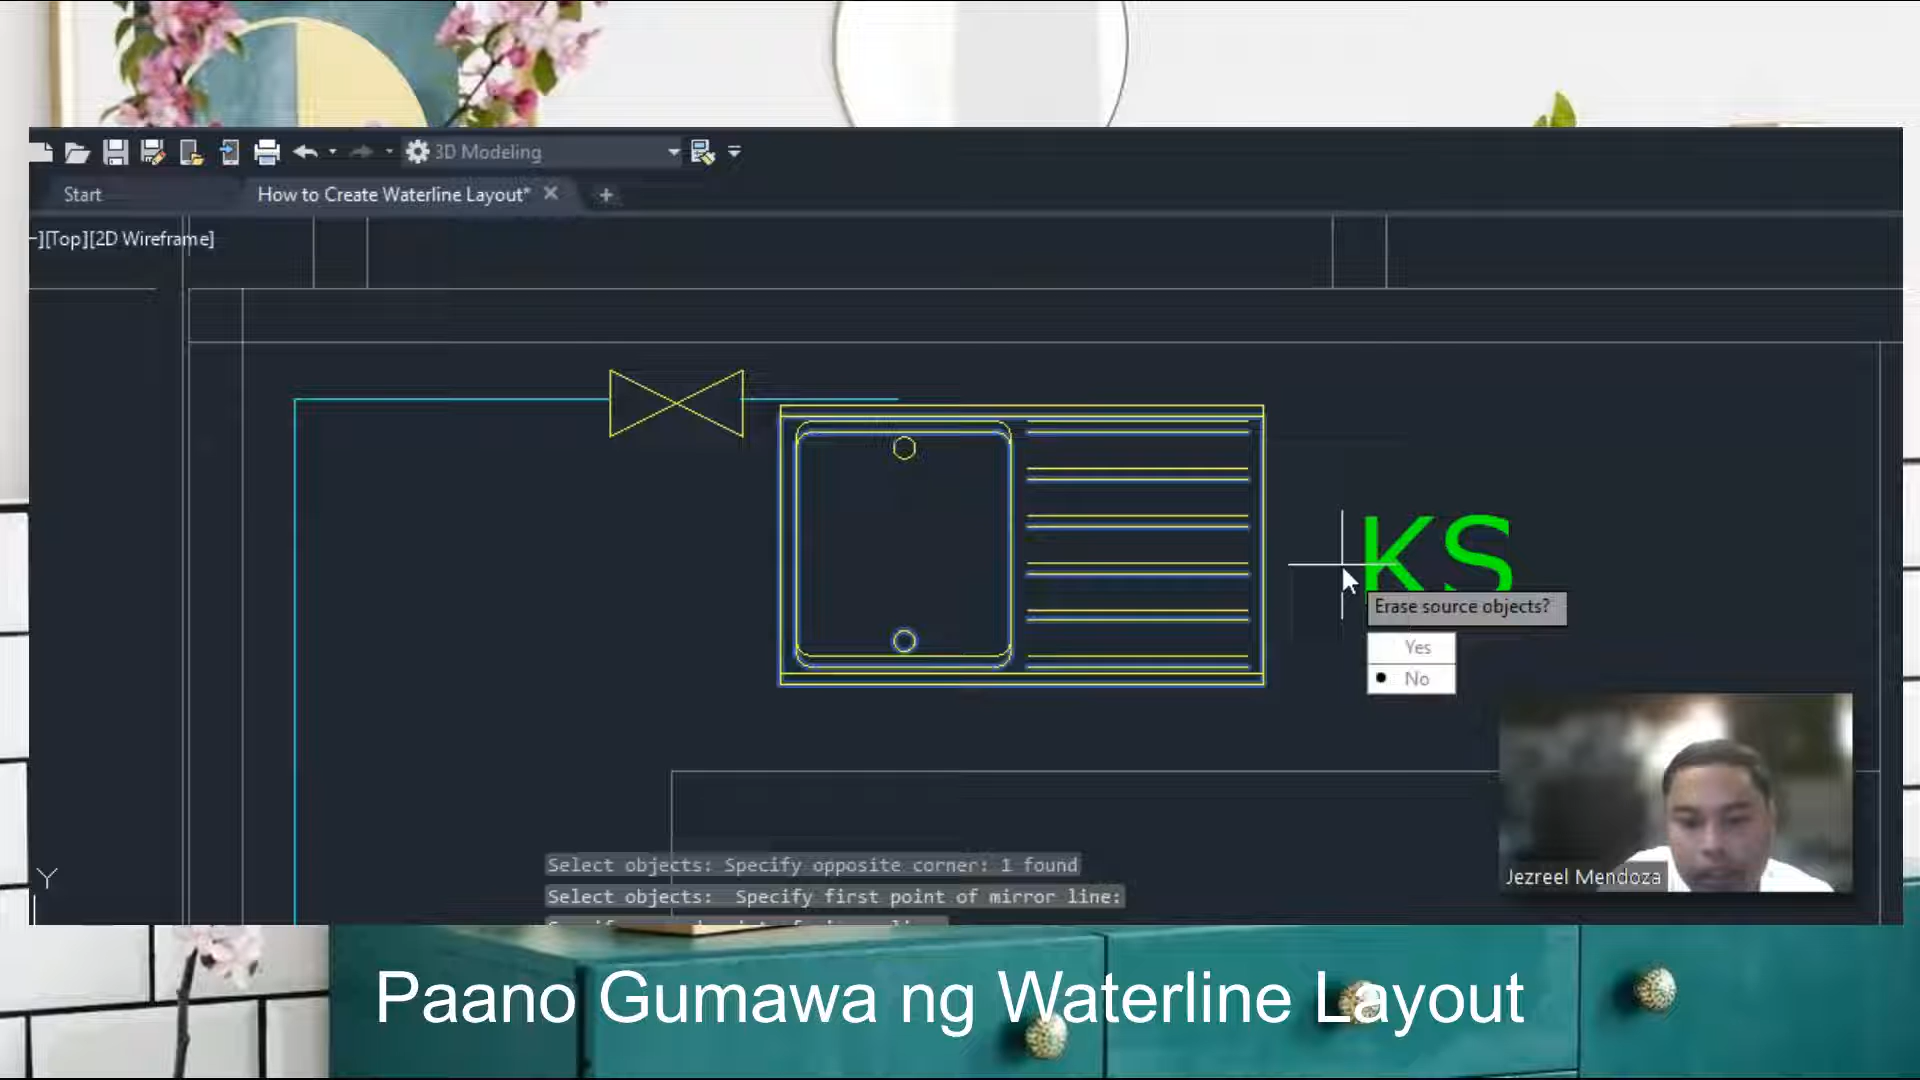 3D Modeling
Start
How to Create Waterline Layout*
-][Top][2D Wireframe]
KS
Erase source objects?
Yes
No
Jezreel Mendoza
Select objects: Specify opposite corner: 1 found
Select objects: Specify first point of mirror line:
Y
Paano Gumawa ng Waterline Layout